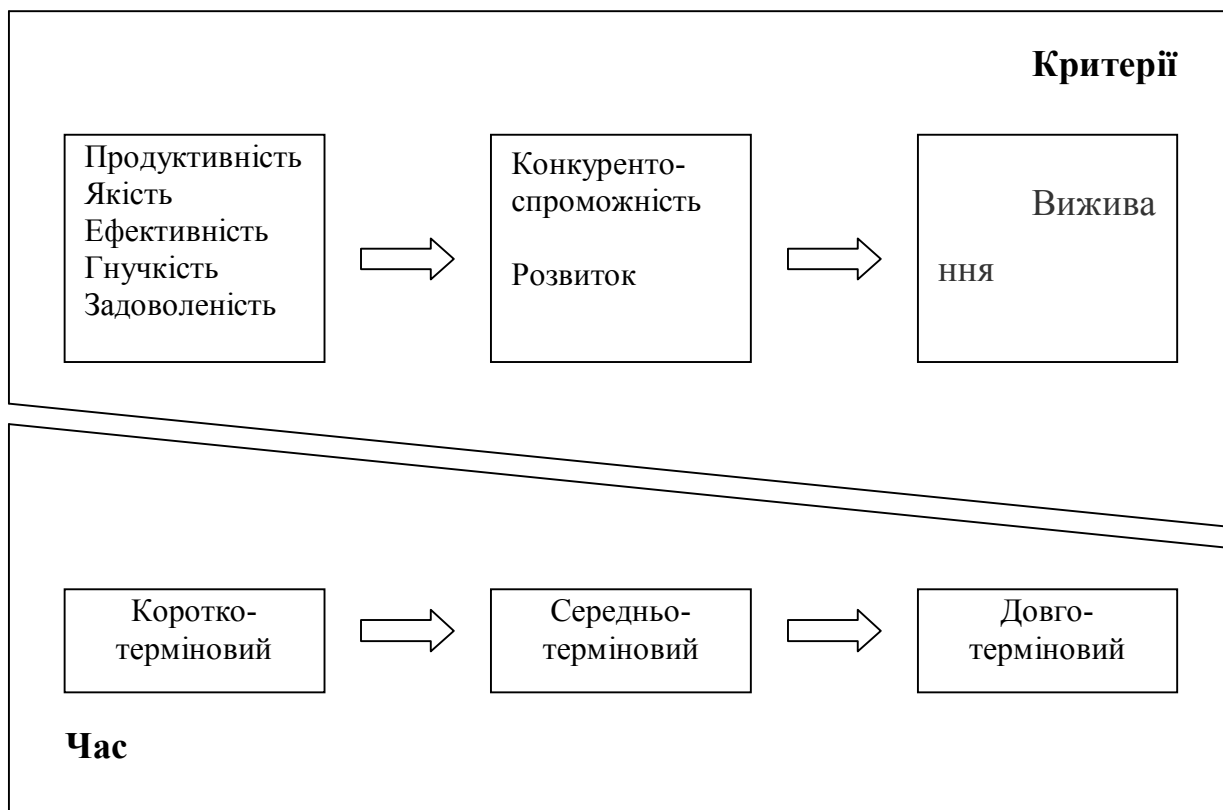 Критерії
Продуктивність
Якість
Ефективність
Гнучкість
Задоволеність
Конкуренто-
спроможність
Розвиток
Вижива
ння
Коротко-
терміновий
Середньо-
терміновий
Довго-
терміновий
Час